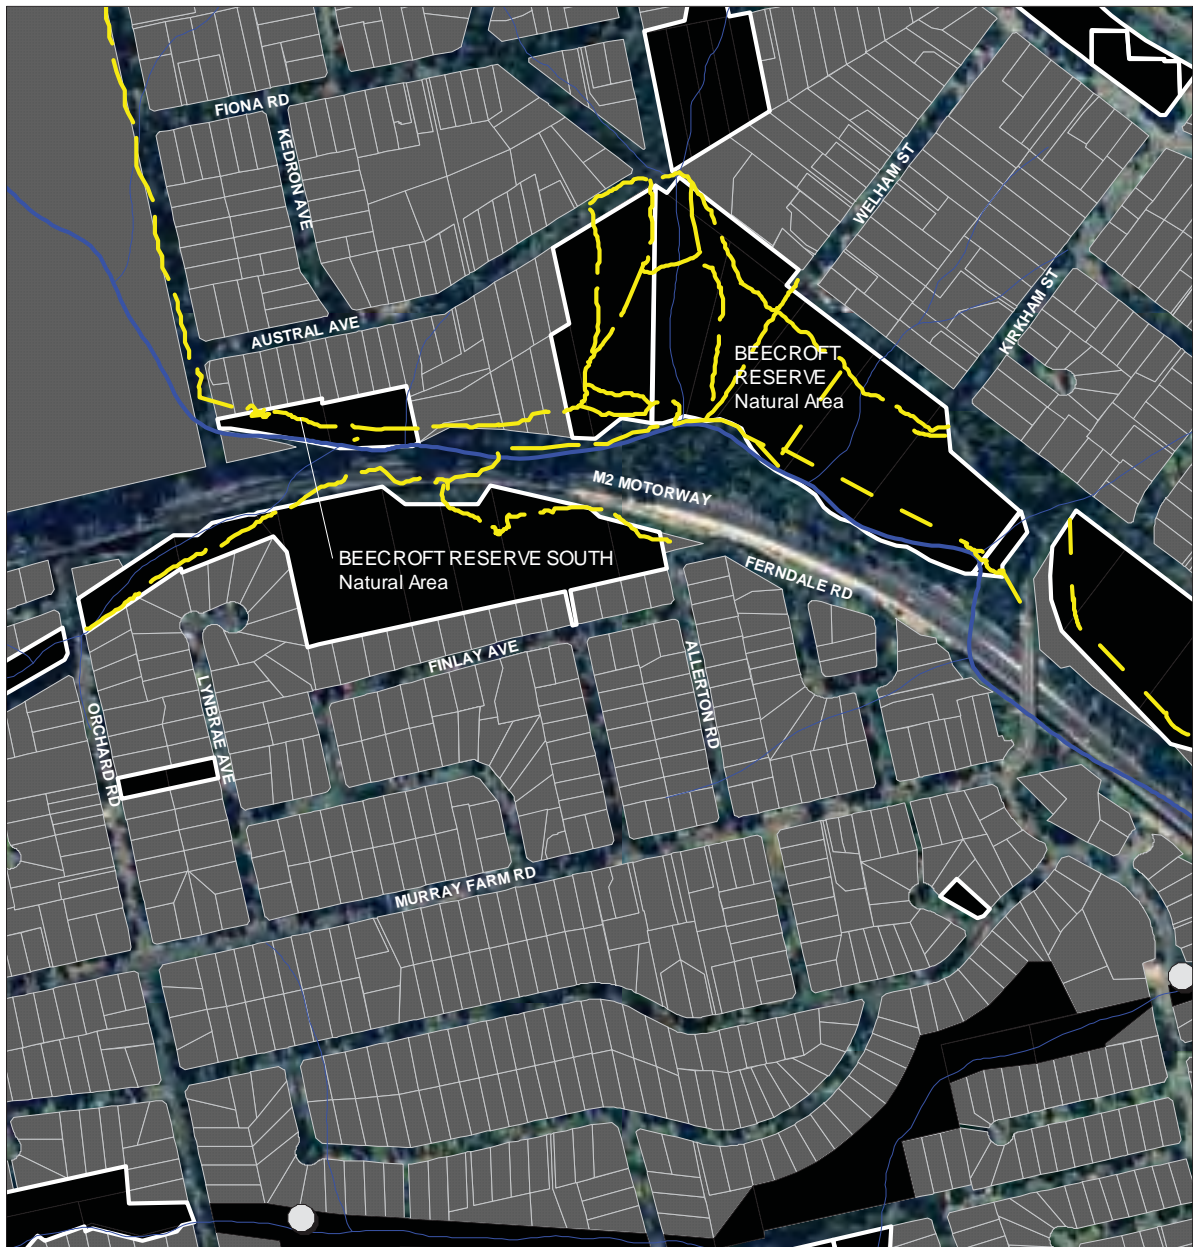 FIONA RD
KEDRON AVE
WELHAM ST
KIRKHAM ST
AUSTRAL AVE
BEECROFT
RESERVE
Natural Area
M2 MOTORWAY
BEECROFT RESERVE SOUTH
Natural Area
FERNDALE RD
FINLAY AVE
ALLERTON RD
LYNBRAE AVE
ORCHARD RD
MURRAY FARM RD